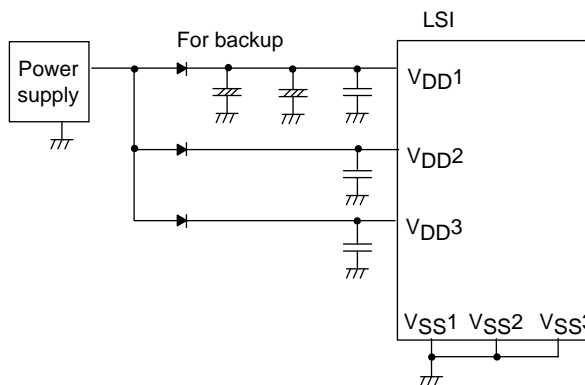 LSI
For backup
Power
supply
VDD1
VDD2
VDD3
VSS1 VSS2 VSS3